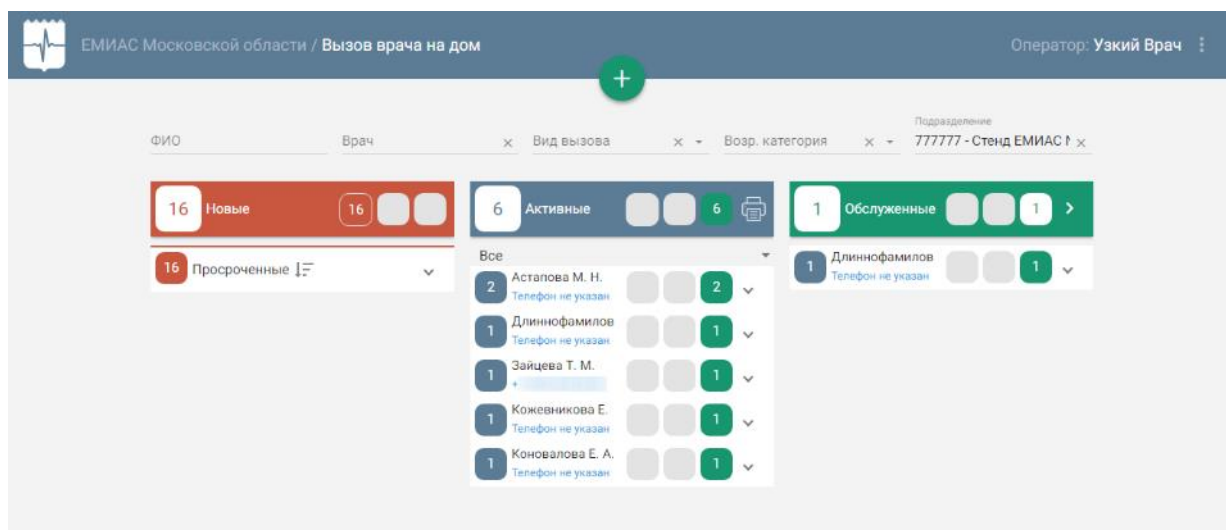 ЕМИАС Московской области / Вызов врача на дом
Оператор: Узкий Врач
+
Подразделение
ФИО
Врач
Вид вызова
Возр. категория
777777 - Стенд ЕМИАС
16 Новые 16
6 Активные 6
1 Обслуженные 1
16 Просроченные
Все
2 Астапова М. Н. 2
Телефон не указан
1 Длиннофамилов 1
Телефон не указан
1 Зайцева Т. М. 1
+
1 Кожевникова Е. 1
Телефон не указан
1 Коновалова Е. А. 1
Телефон не указан
1 Длиннофамилов 1
Телефон не указан